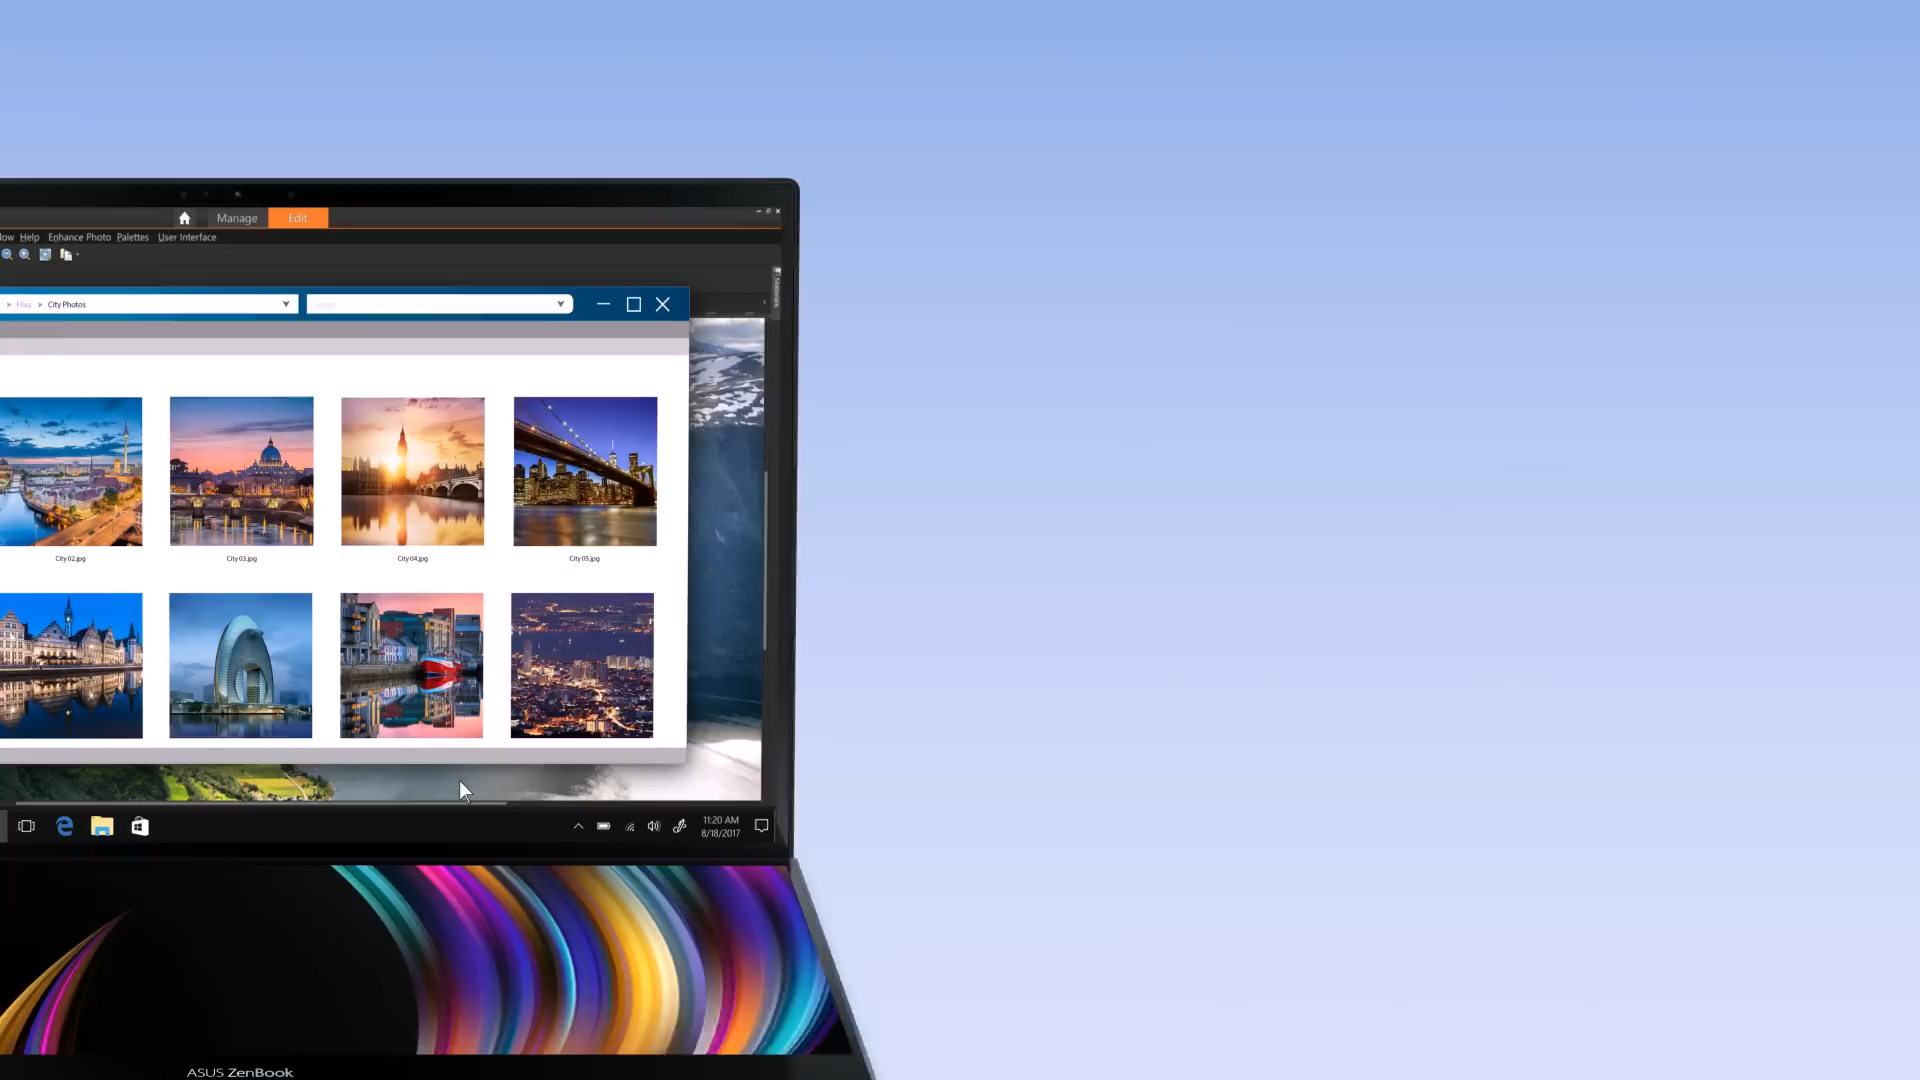 Manage Edit
Help Enhance Photo Palettes User Interface
Files City Photos
City 02.jpg City 03.jpg City 04.jpg City 05.jpg
11:20 AM
8/18/2017
ASUS ZenBook